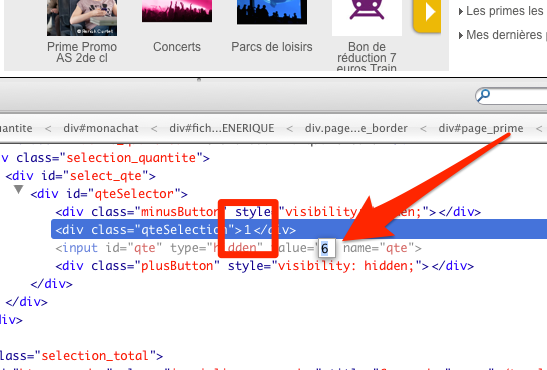 Prime Promo
AS 2de cl
Concerts
Parcs de loisirs
Bon de
réduction 7
euros Train
Les primes les
Mes dernières p
uantite < div#monachat < div#fich...ENERIQUE < div.page...e_border < div#page_prime <
div class="selection_quantite">
<div id="select_qte">
<div id="qteSelector">
<div class="minusButton" style="visibility: hidden;"></div>
<div class="qteSelection">1</div>
<input id="qte" type="hidden" value="6 name="qte">
<div class="plusButton" style="visibility: hidden;"></div>
</div>
</div>
div>
lass="selection_total">